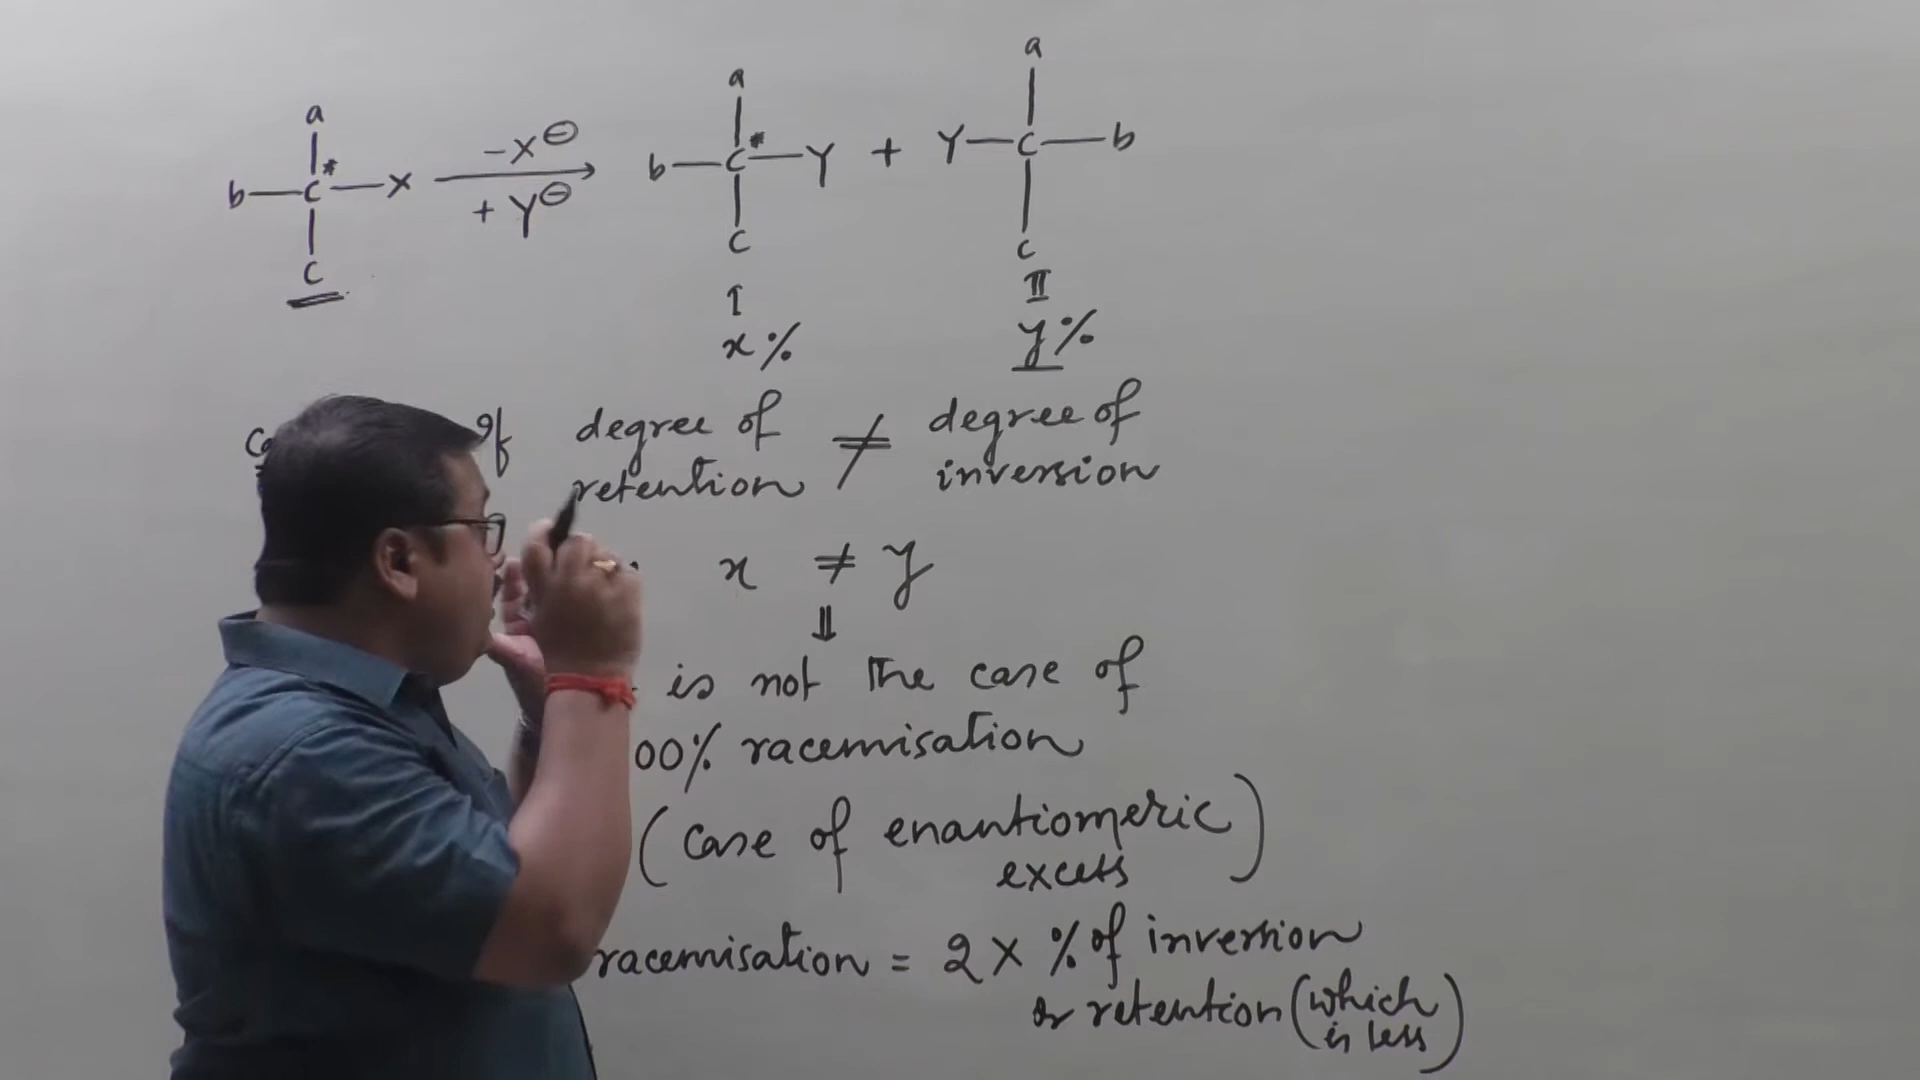 a
b—C*—X
C
-X⊖
+ Y⊖
a
b—C*—Y
C
I
x%
+
a
Y—C—b
C
II
y%
If degree of retention ≠ degree of inversion
x ≠ y
⇓
is not the case of
00% racemisation
(case of enantiomeric excess)
racemisation = 2 × % of inversion
or retention (which is less)